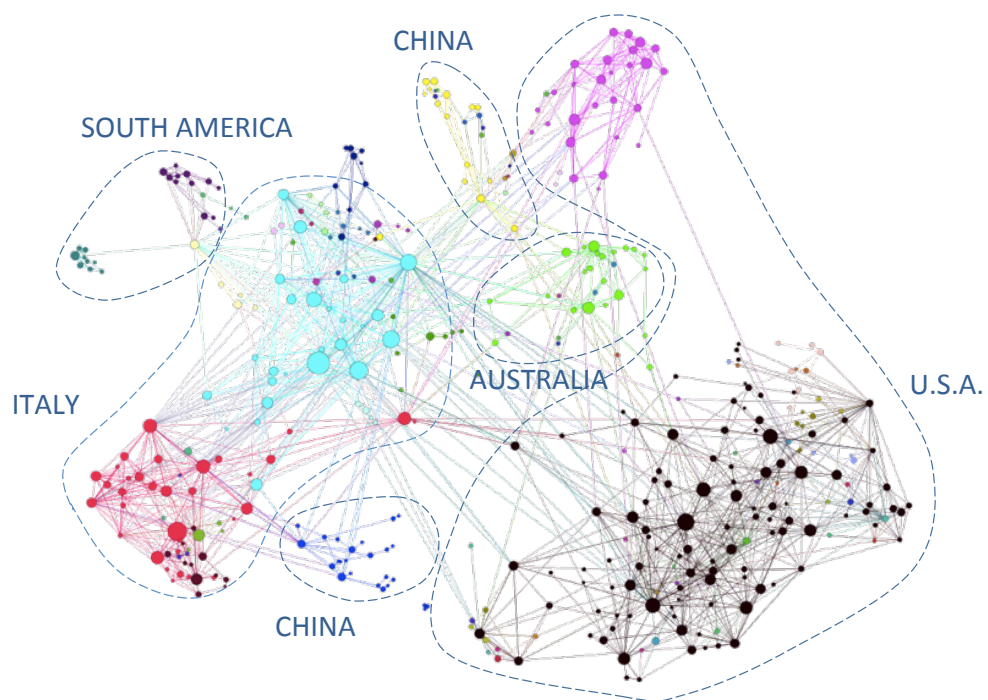 CHINA
SOUTH AMERICA
AUSTRALIA
U.S.A.
ITALY
CHINA